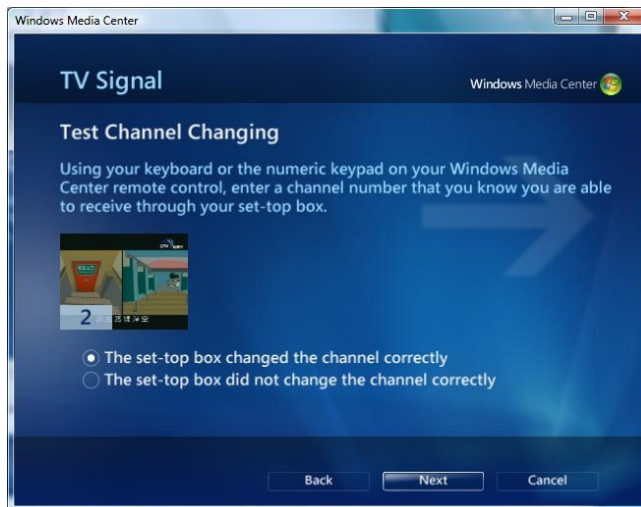 Windows Media Center
TV Signal
Windows Media Center
Test Channel Changing
Using your keyboard or the numeric keypad on your Windows Media
Center remote control, enter a channel number that you know you are able
to receive through your set-top box.
2
The set-top box changed the channel correctly
The set-top box did not change the channel correctly
Back
Next
Cancel